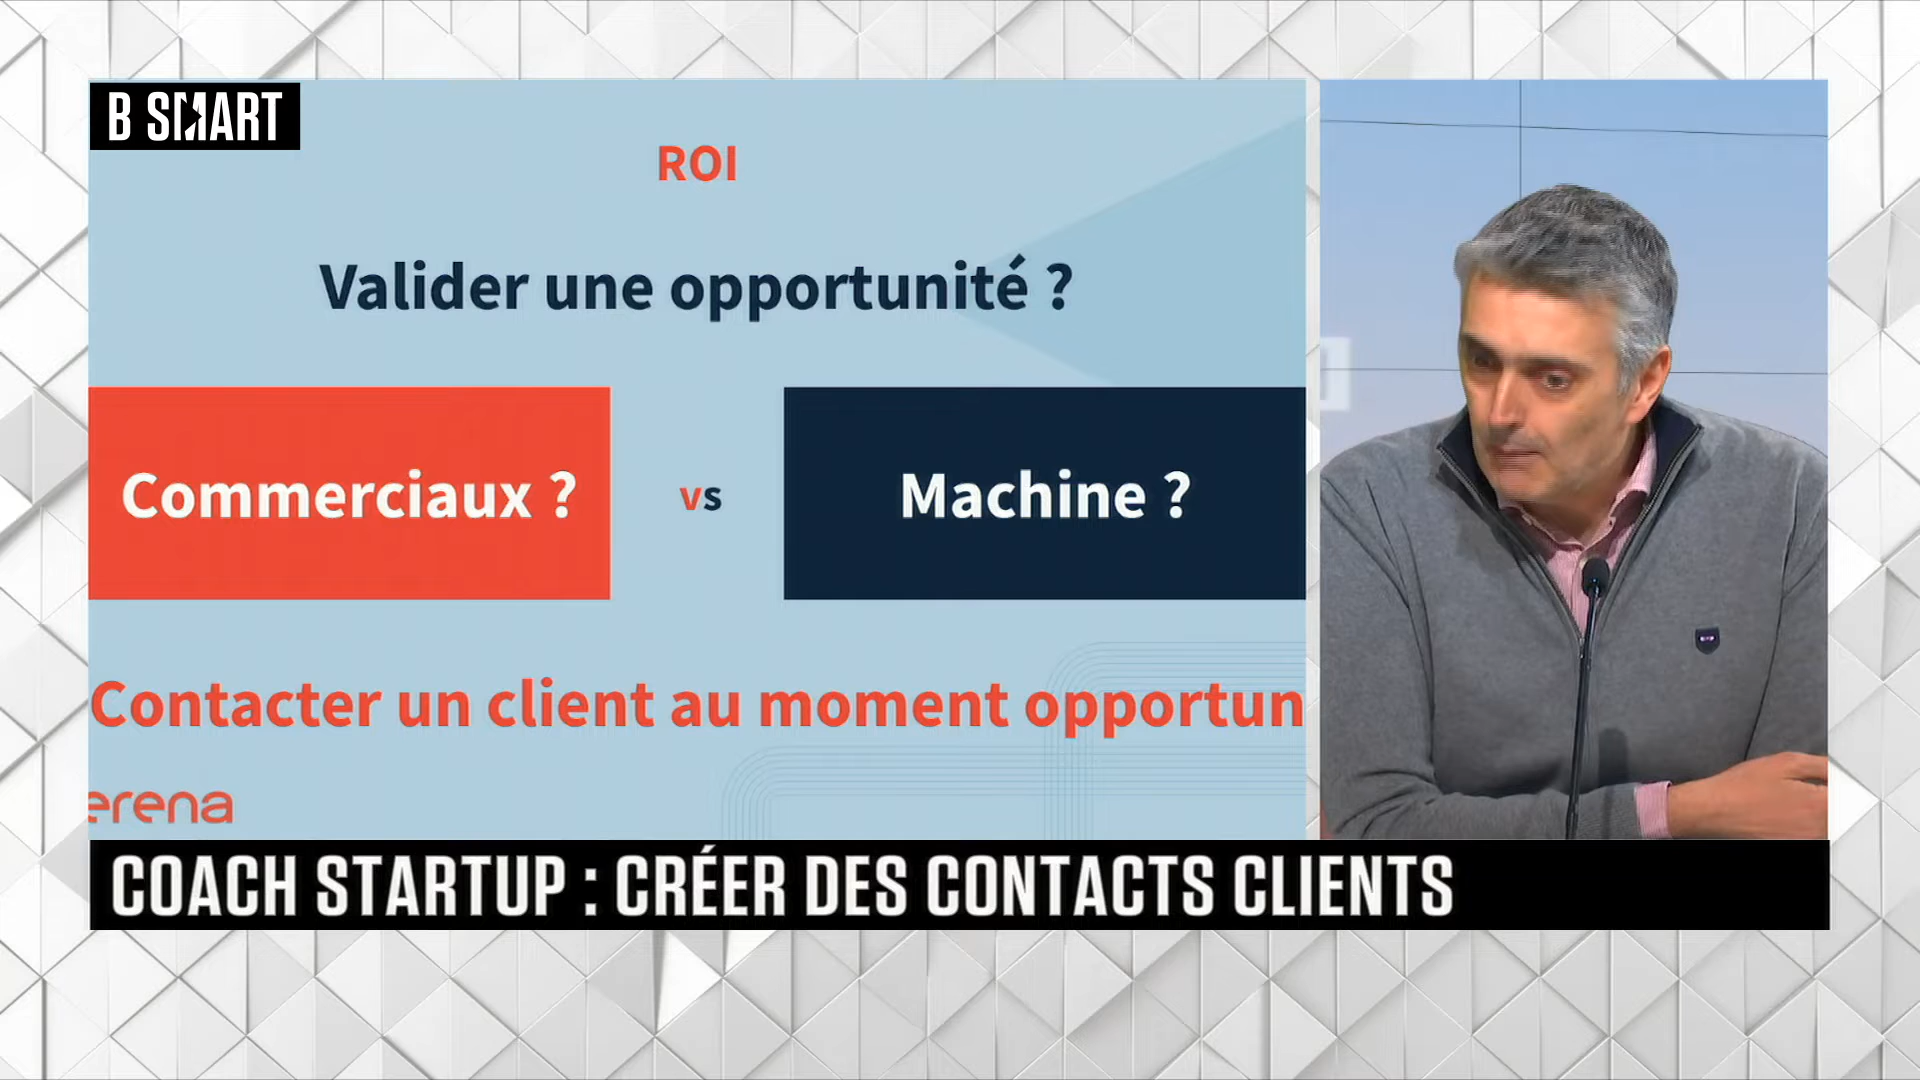 B SMART
ROI
Valider une opportunité ?
Commerciaux ?
vs
Machine ?
Contacter un client au moment opportun
erena
COACH STARTUP : CRÉER DES CONTACTS CLIENTS